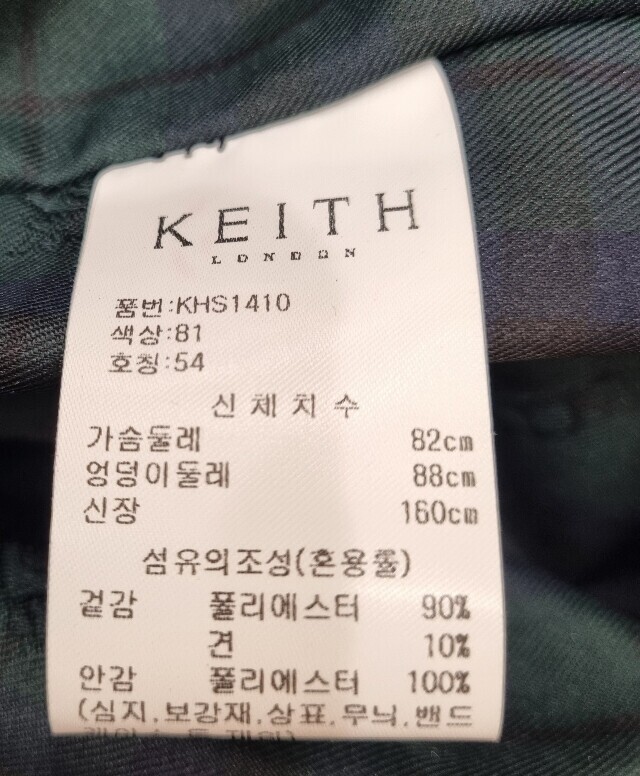 KEITH
LONDON
품번:KHS1410
색상:81
호칭:54
신체치수
가슴둘레 82cm
엉덩이둘레 88cm
신장 160cm
섬유의조성(혼용률)
겉감 폴리에스터 90%
견 10%
안감 폴리에스터 100%
(심지,보강재,상표,무늬,밴드